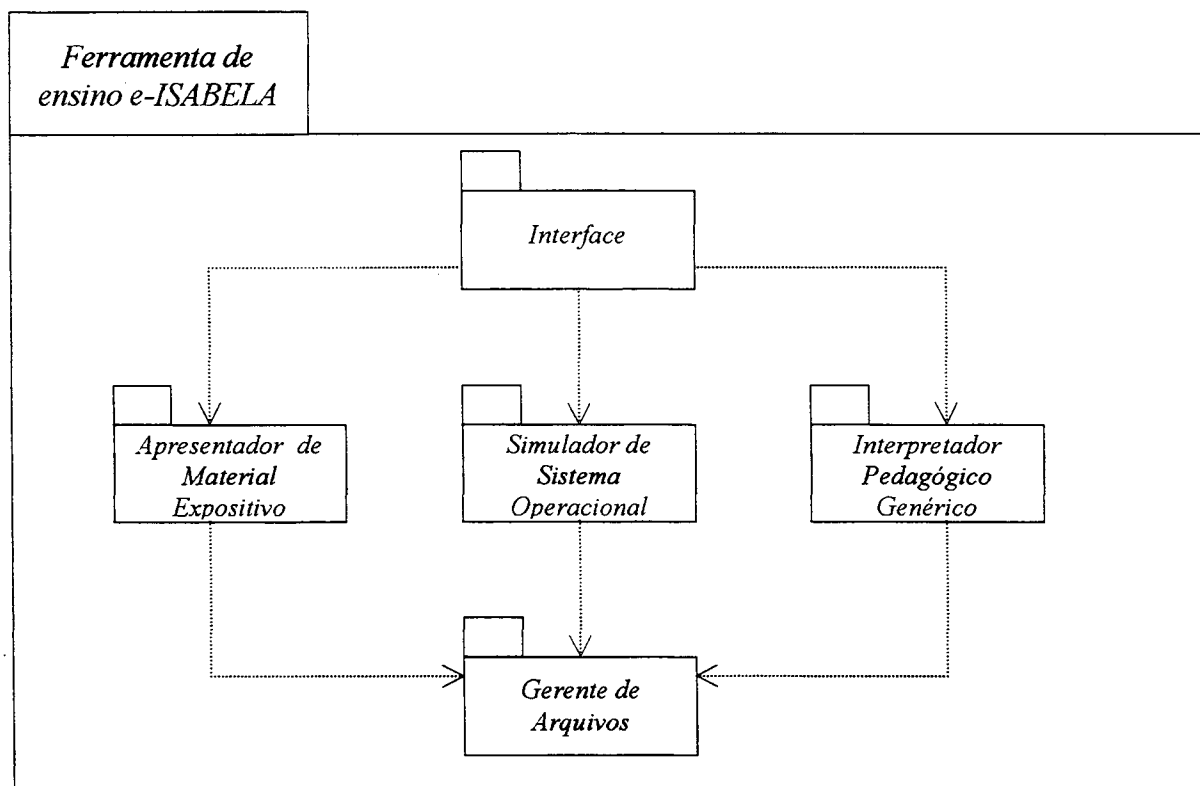 Ferramenta de
ensino e-ISABELA
Interface
Apresentador de
Material
Expositivo
Simulador de
Sistema
Operacional
Interpretador
Pedagógico
Genérico
Gerente de
Arquivos